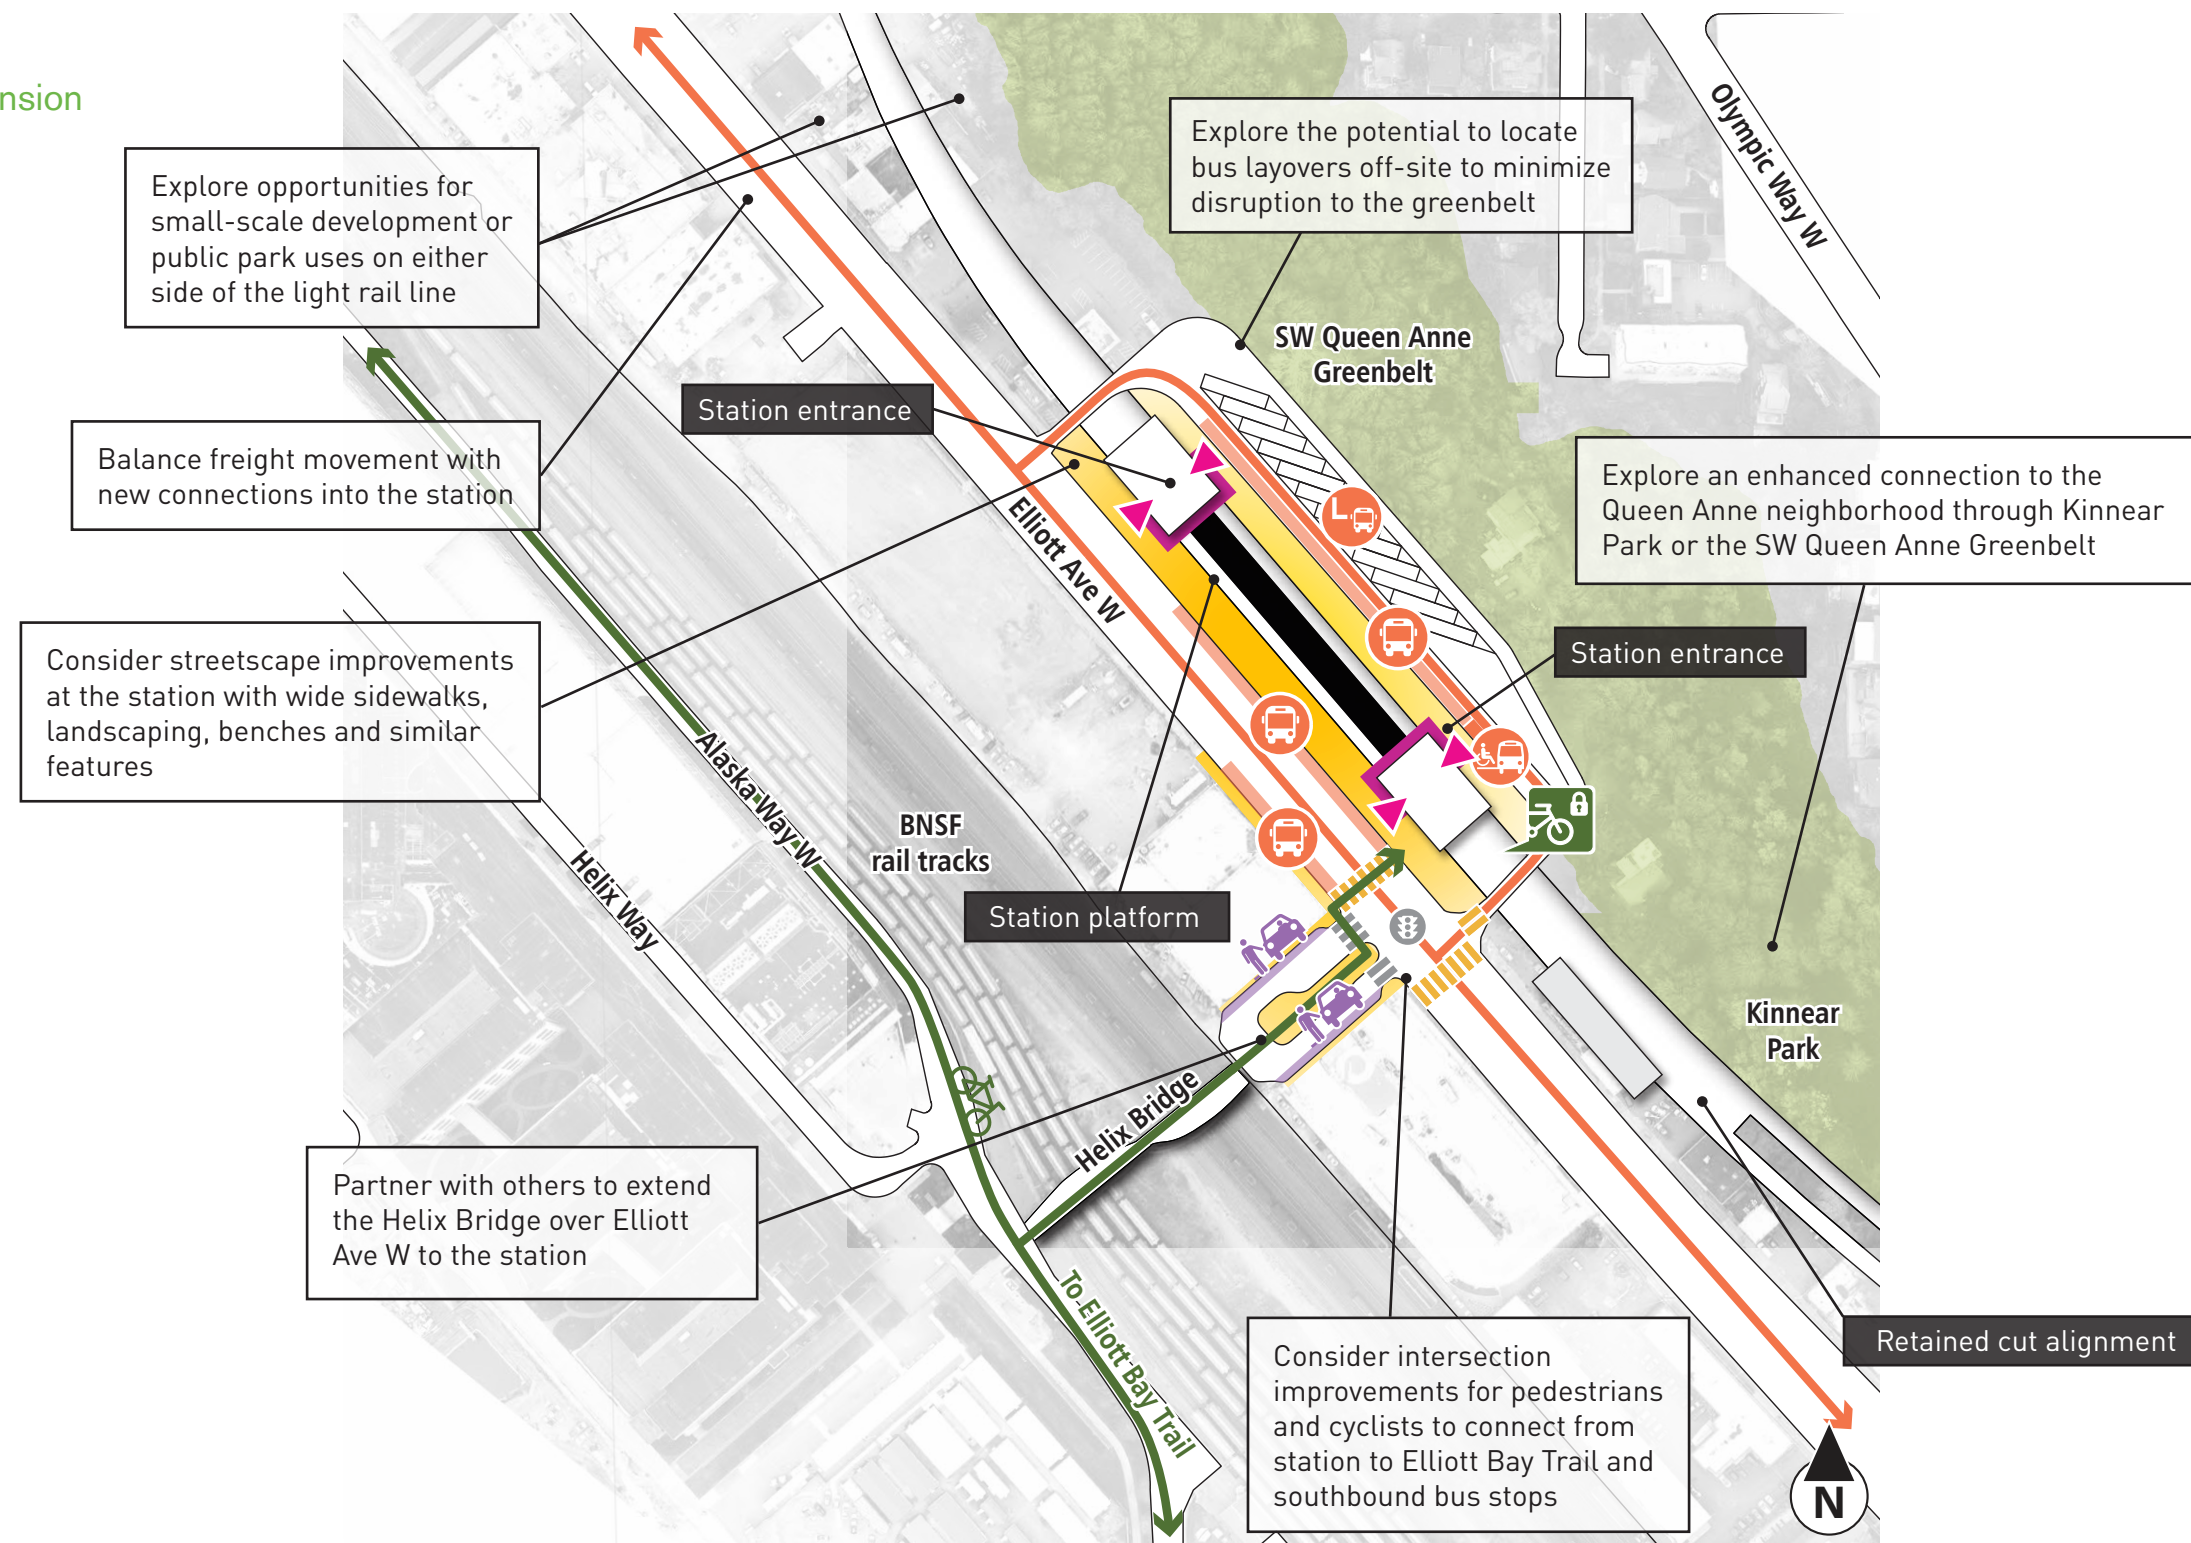 nsion
Explore opportunities for
small-scale development or
public park uses on either
side of the light rail line
Explore the potential to locate
bus layovers off-site to minimize
disruption to the greenbelt
Olympic Way W
SW Queen Anne
Greenbelt
Station entrance
Balance freight movement with
new connections into the station
Explore an enhanced connection to the
Queen Anne neighborhood through Kinnear
Park or the SW Queen Anne Greenbelt
L
Elliott Ave W
Station entrance
Consider streetscape improvements
at the station with wide sidewalks,
landscaping, benches and similar
features
Alaska Way W
BNSF
rail tracks
Helix Way
Station platform
Kinnear
Park
Helix Bridge
Partner with others to extend
the Helix Bridge over Elliott
Ave W to the station
To Elliott Bay Trail
Retained cut alignment
Consider intersection
improvements for pedestrians
and cyclists to connect from
station to Elliott Bay Trail and
southbound bus stops
N